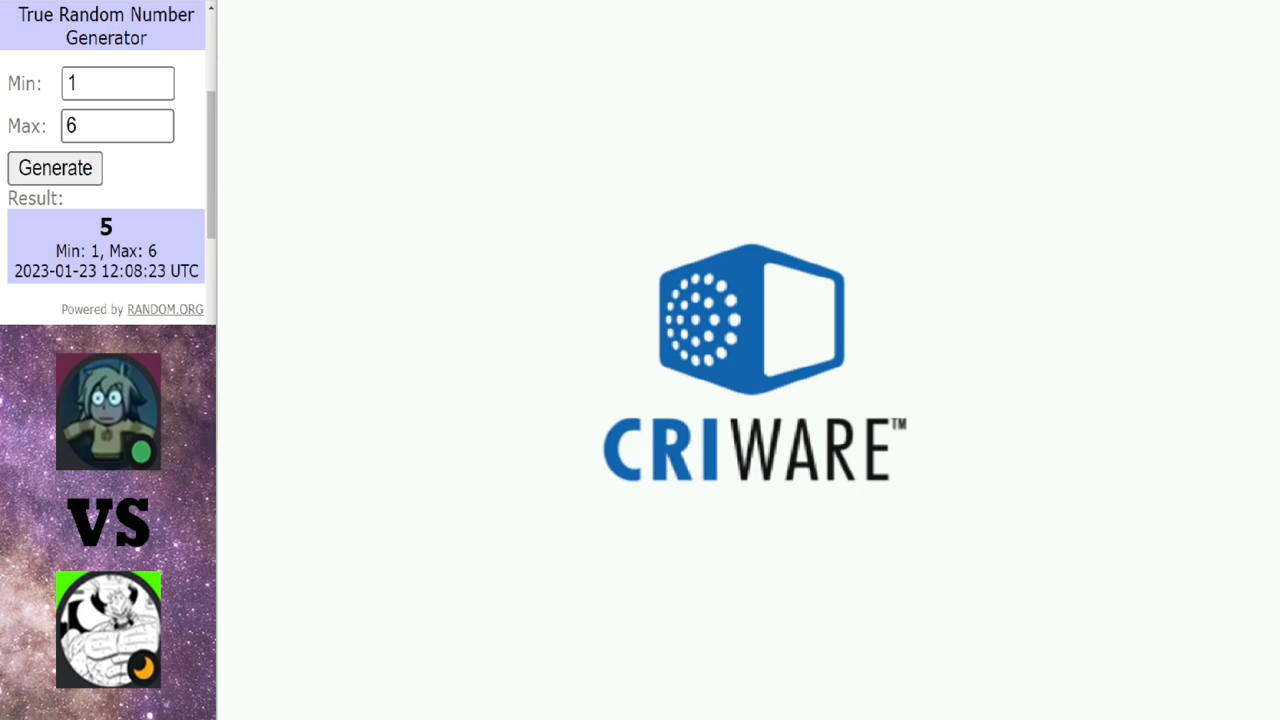 True Random Number
Generator
Min: 1
Max: 6
Generate
Result:
5
Min: 1, Max: 6
2023-01-23 12:08:23 UTC
Powered by RANDOM.ORG
VS
CRIWARE™